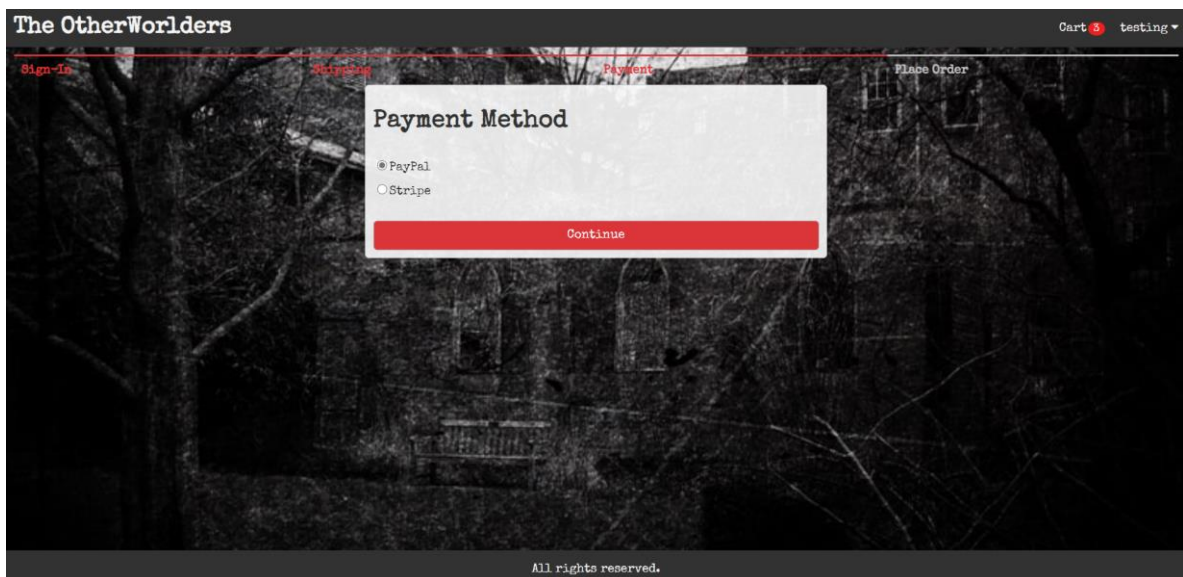 The OtherWorlders
Cart 3 testing
Sign-In Shipping Payment Place Order
Payment Method
PayPal
Stripe
Continue
All rights reserved.